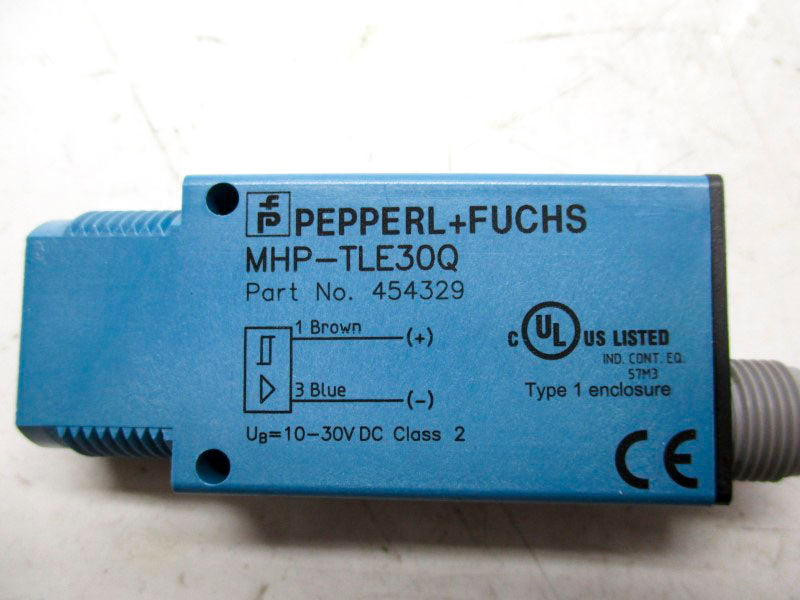 PEPPERL+FUCHS
MHP-TLE30Q
Part No. 454329
1 Brown (+)
3 Blue (-)
UB=10-30V DC Class 2
C UL US LISTED
IND. CONT. EQ.
57M3
Type 1 enclosure
CE